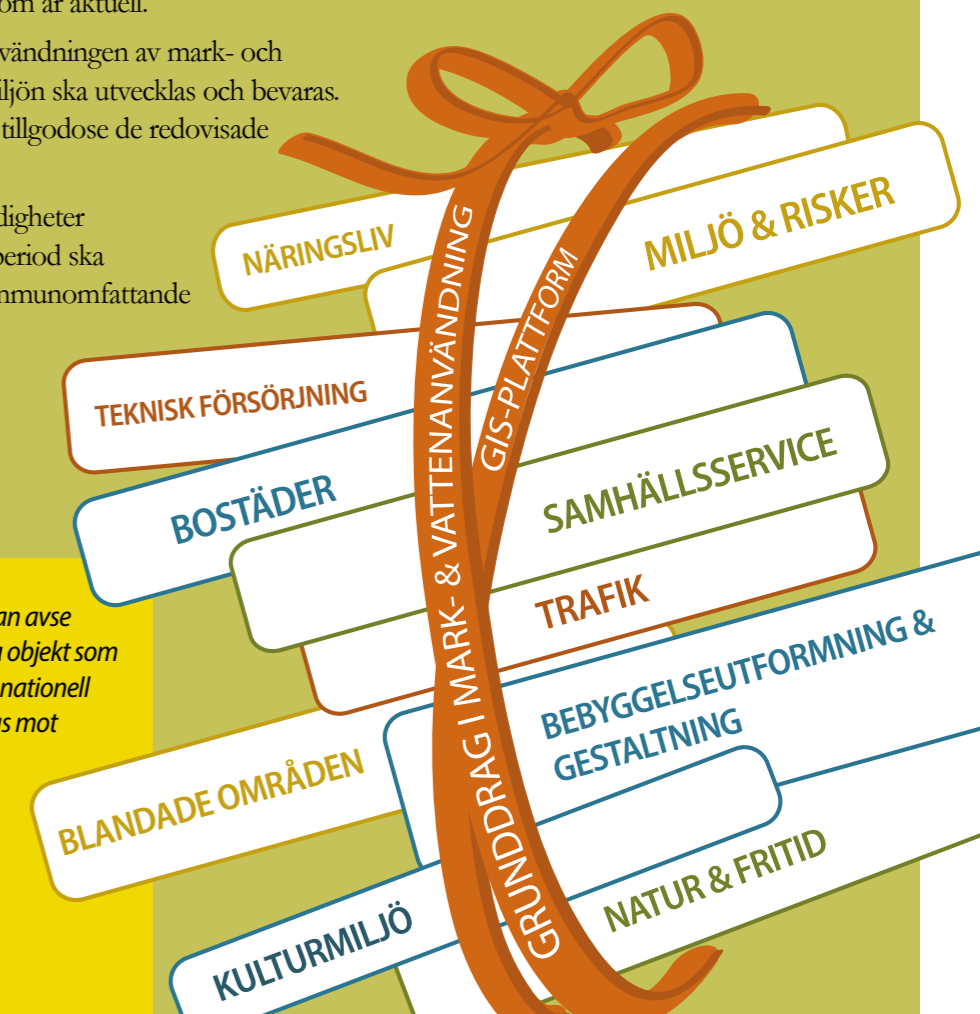 om är aktuell.
vändningen av mark- och
iljön ska utvecklas och bevaras.
tillgodose de redovisade
digheter
period ska
mmunomfattande
an avse
objekt som
nationell
s mot
NÄRINGSLIV
MILJÖ & RISKER
TEKNISK FÖRSÖRJNING
BOSTÄDER
SAMHÄLLSSERVICE
TRAFIK
BEBYGGELSEUTFORMNING &
GESTALTNING
BLANDADE OMRÅDEN
KULTURMILJÖ
NATUR & FRITID
GRUNDDRAG I MARK- & VATTENANVÄNDNING
GIS-PLATTFORM